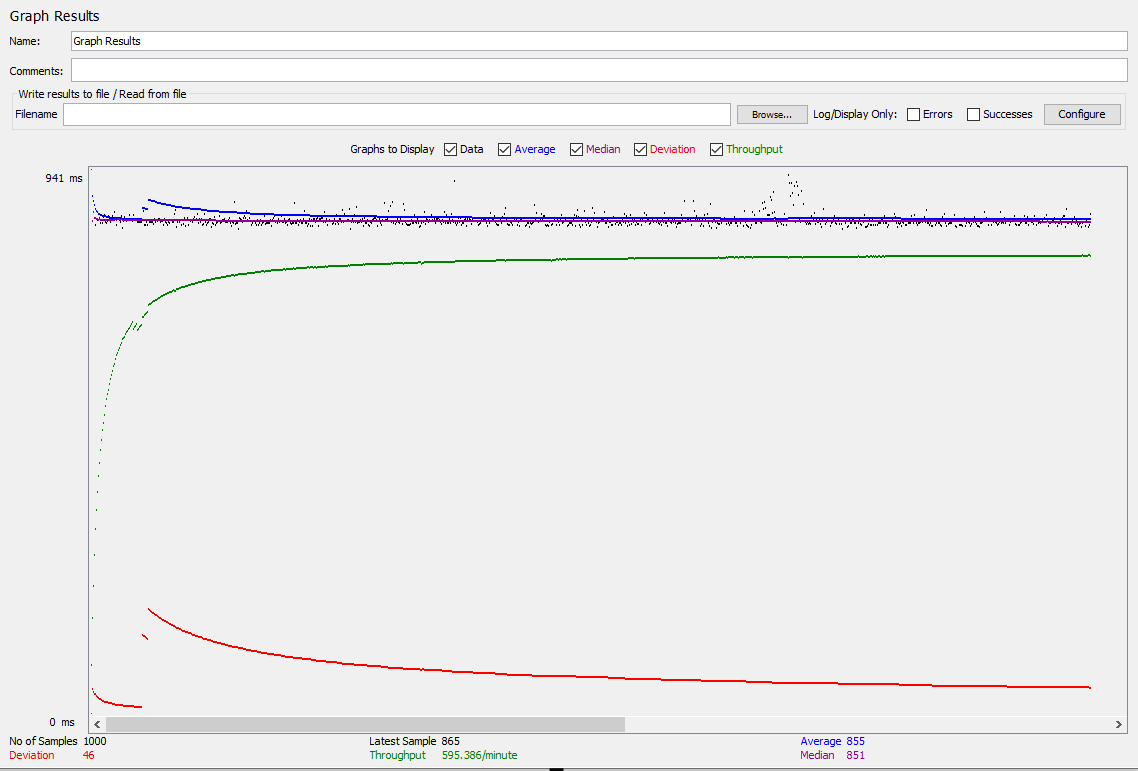 Graph Results
Name: Graph Results
Comments:
Write results to file / Read from file
Filename Browse... Log/Display Only: Errors Successes Configure
Graphs to Display Data Average Median Deviation Throughput
941 ms
0 ms
No of Samples 1000 Latest Sample 865 Average 855
Deviation 46 Throughput 595.386/minute Median 851